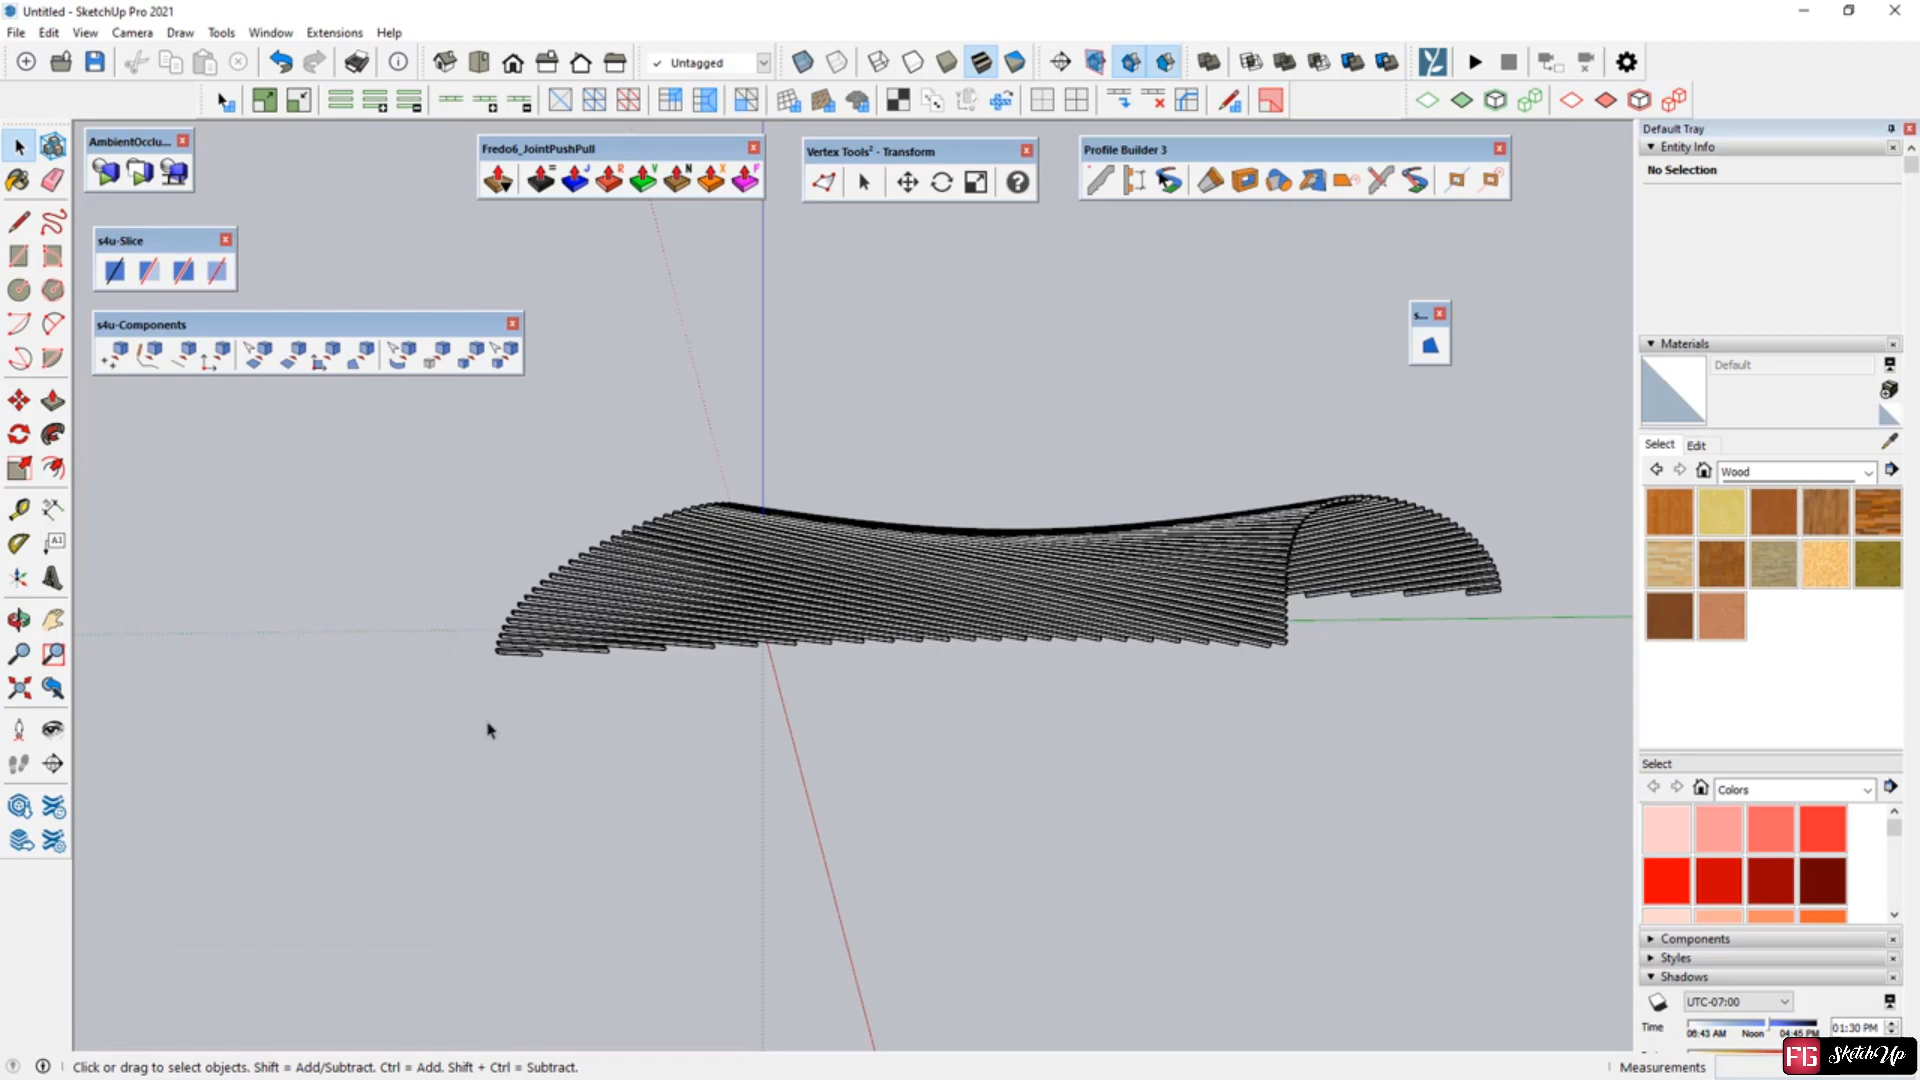 Untitled - SketchUp Pro 2021
File Edit View Camera Draw Tools Window Extensions Help
Untagged
AmbientOcclu...
Fredo6_JointPushPull
Vertex Tools² - Transform
Profile Builder 3
Default Tray
Entity Info
No Selection
s4u-Slice
s4u-Components
s...
Materials
Default
Select Edit
Wood
Select
Colors
Components
Styles
Shadows
UTC-07:00
Time 06:43 AM Noon 04:45 PM 01:30 PM
Click or drag to select objects. Shift = Add/Subtract. Ctrl = Add. Shift + Ctrl = Subtract.
Measurements
FG SketchUp